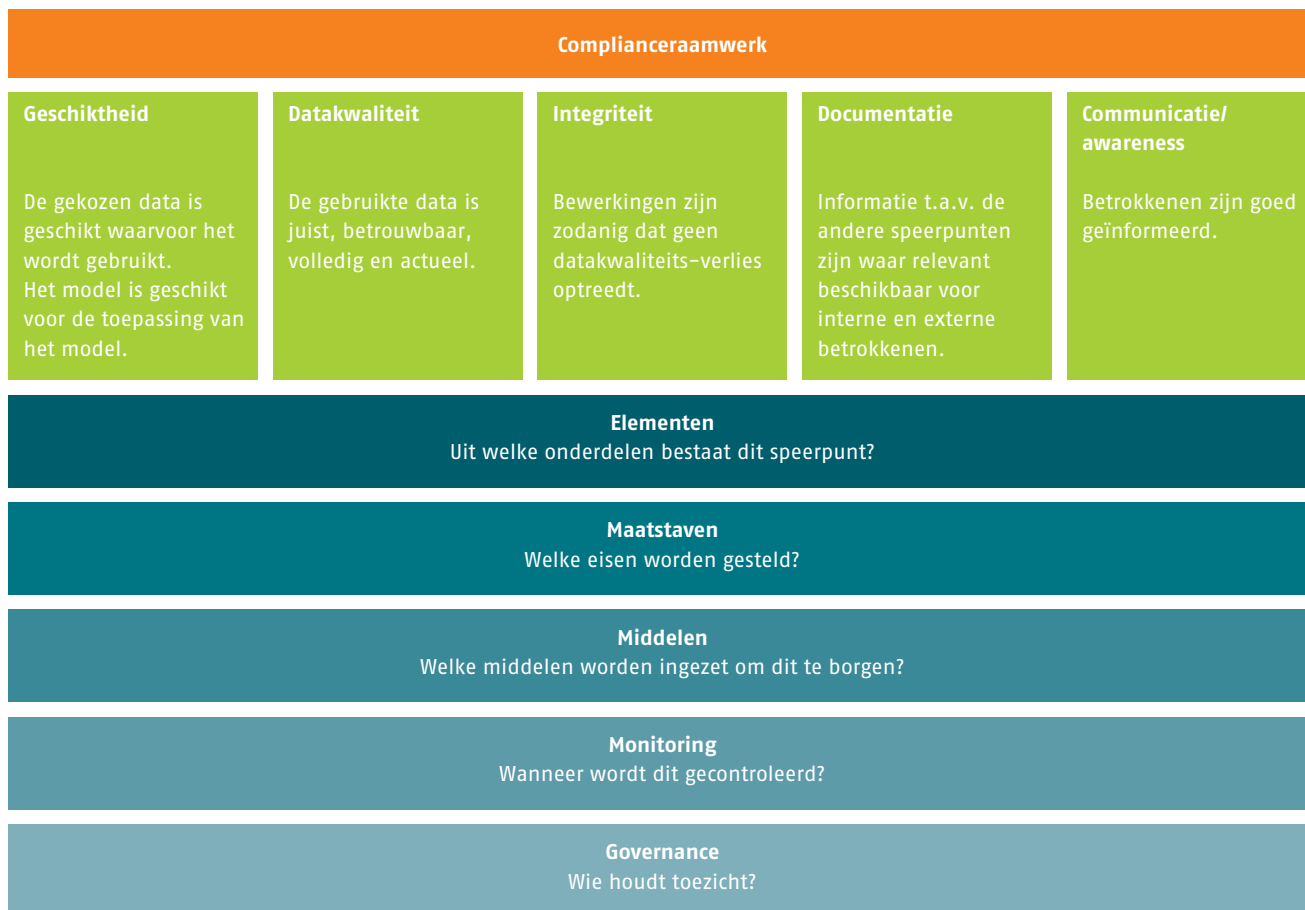 Complianceraamwerk
Geschiktheid
De gekozen data is
geschikt waarvoor het
wordt gebruikt.
Het model is geschikt
voor de toepassing van
het model.
Datakwaliteit
De gebruikte data is
juist, betrouwbaar,
volledig en actueel.
Integriteit
Bewerkingen zijn
zodanig dat geen
datakwaliteits-verlies
optreedt.
Documentatie
Informatie t.a.v. de
andere speerpunten
zijn waar relevant
beschikbaar voor
interne en externe
betrokkenen.
Communicatie/
awareness
Betrokkenen zijn goed
geïnformeerd.
Elementen
Uit welke onderdelen bestaat dit speerpunt?
Maatstaven
Welke eisen worden gesteld?
Middelen
Welke middelen worden ingezet om dit te borgen?
Monitoring
Wanneer wordt dit gecontroleerd?
Governance
Wie houdt toezicht?